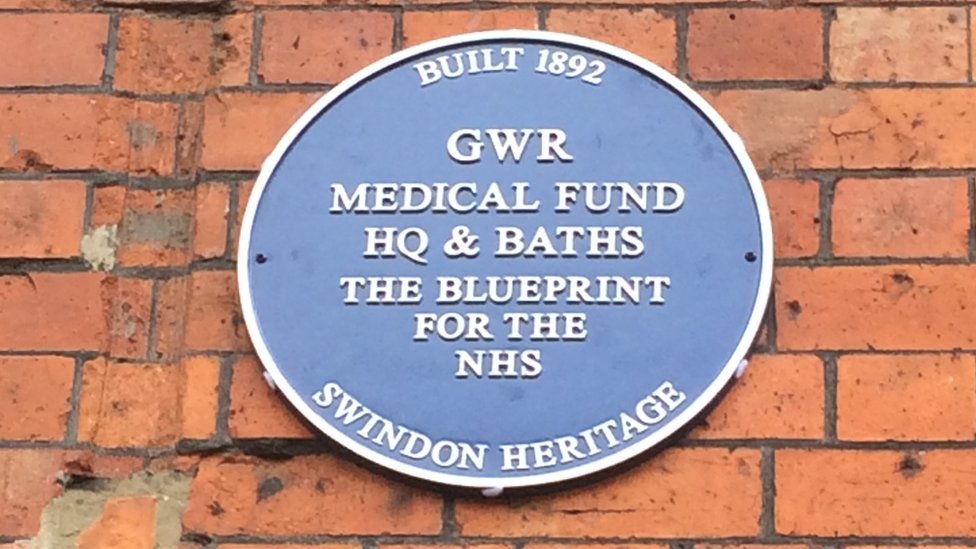 BUILT 1892
GWR
MEDICAL FUND
HQ & BATHS
THE BLUEPRINT
FOR THE
NHS
SWINDON HERITAGE